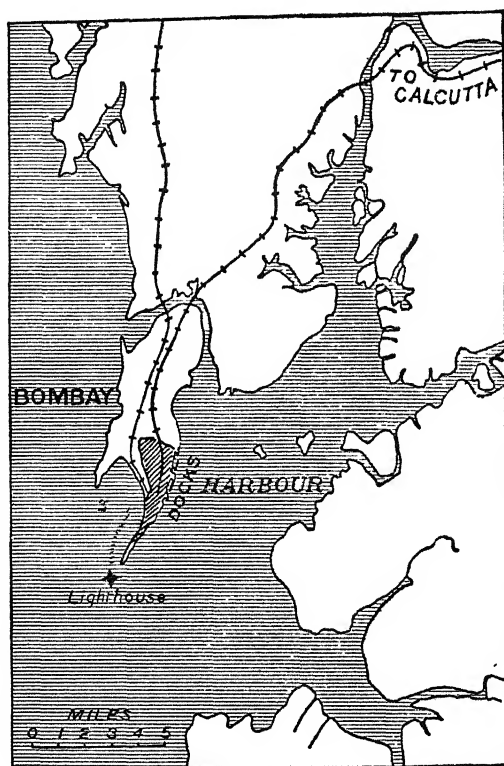 TO
CALCUTTA
BOMBAY
HARBOUR
DOCKS
Lighthouse
MILES
0 1 2 3 4 5